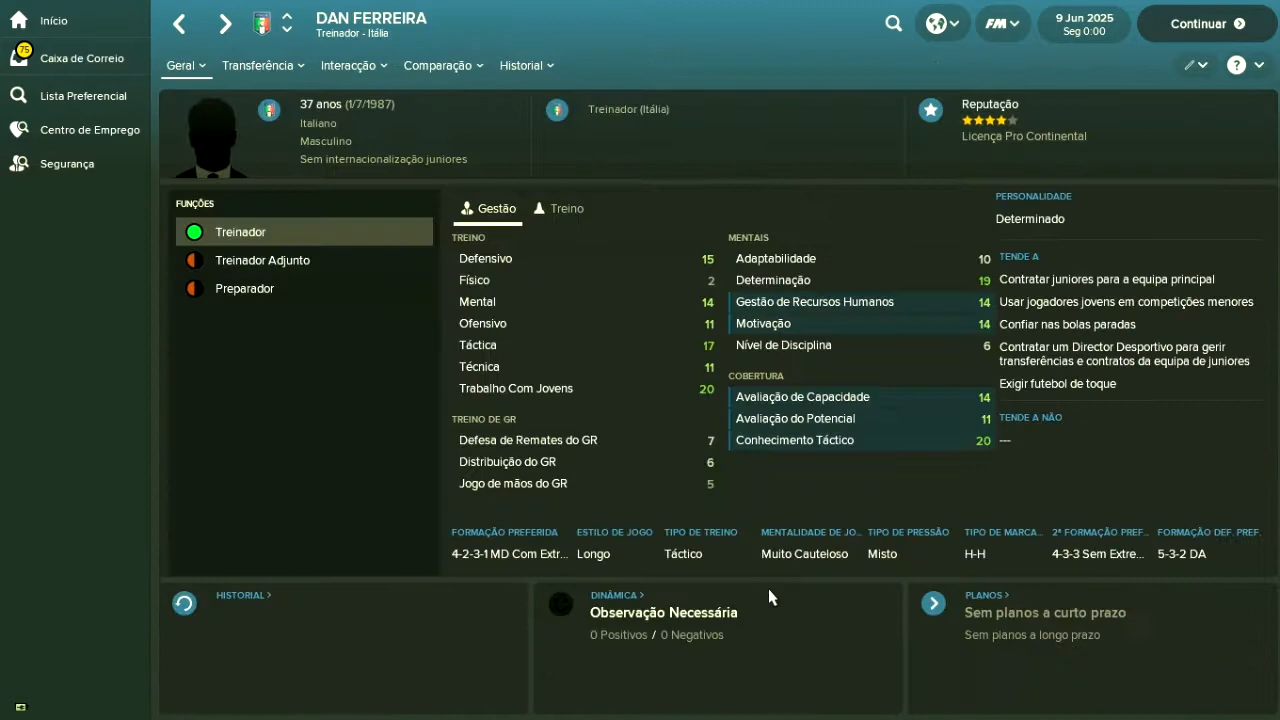 Início
75
Caixa de Correio
Lista Preferencial
Centro de Emprego
Segurança
DAN FERREIRA
Treinador - Itália
FM
9 Jun 2025
Seg 0:00
Continuar
Geral
Transferência
Interacção
Comparação
Historial
?
37 anos (1/7/1987)
Italiano
Masculino
Sem internacionalização juniores
Treinador (Itália)
Reputação
Licença Pro Continental
FUNÇÕES
Treinador
Treinador Adjunto
Preparador
Gestão
Treino
TREINO
Defensivo 15
Físico 2
Mental 14
Ofensivo 11
Táctica 17
Técnica 11
Trabalho Com Jovens 20
TREINO DE GR
Defesa de Remates do GR 7
Distribuição do GR 6
Jogo de mãos do GR 5
MENTAIS
Adaptabilidade 10
Determinação 19
Gestão de Recursos Humanos 14
Motivação 14
Nível de Disciplina 6
COBERTURA
Avaliação de Capacidade 14
Avaliação do Potencial 11
Conhecimento Táctico 20
PERSONALIDADE
Determinado
TENDE A
Contratar juniores para a equipa principal
Usar jogadores jovens em competições menores
Confiar nas bolas paradas
Contratar um Director Desportivo para gerir
transferências e contratos da equipa de juniores
Exigir futebol de toque
TENDE A NÃO
---
FORMAÇÃO PREFERIDA ESTILO DE JOGO TIPO DE TREINO MENTALIDADE DE JO... TIPO DE PRESSÃO TIPO DE MARCA... 2ª FORMAÇÃO PREF... FORMAÇÃO DEF. PREF.
4-2-3-1 MD Com Extr... Longo Táctico Muito Cauteloso Misto H-H 4-3-3 Sem Extre... 5-3-2 DA
HISTORIAL >
DINÂMICA >
Observação Necessária
0 Positivos / 0 Negativos
PLANOS >
Sem planos a curto prazo
Sem planos a longo prazo